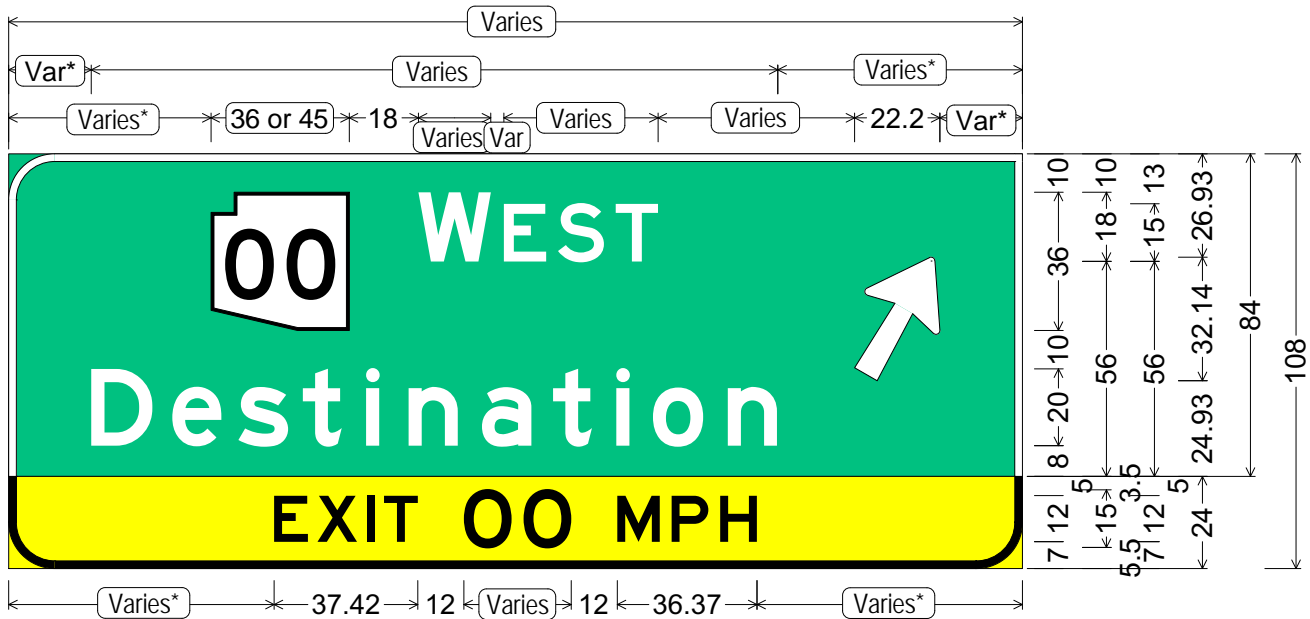 Varies
Var* Varies Varies*
Varies* 36 or 45 18 Varies Var Varies Varies 22.2 Var*
00 WEST
Destination
EXIT 00 MPH
10 36 10 20 8 5 12 7
10 18 56 3.5 15 5.5
13 15 56 5 12 7
26.93 32.14 24.93 24
84
108
Varies* 37.42 12 Varies 12 36.37 Varies*